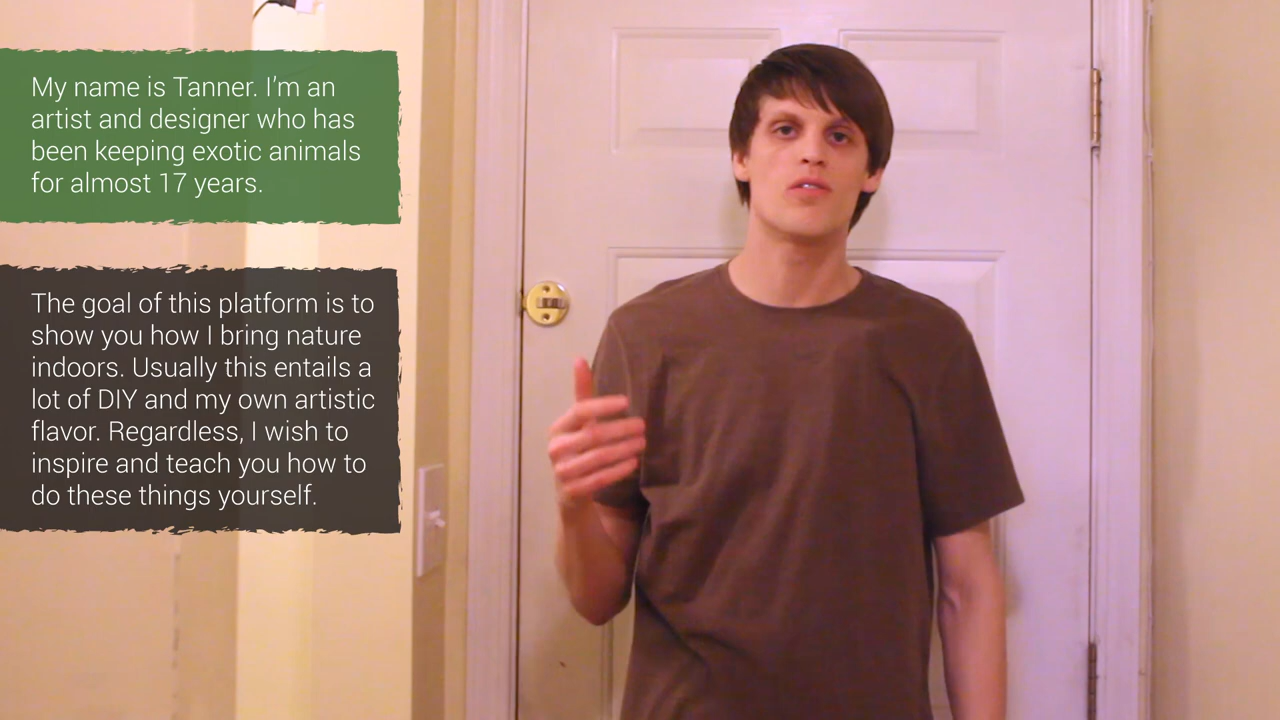 My name is Tanner. I'm an
artist and designer who has
been keeping exotic animals
for almost 17 years.
The goal of this platform is to
show you how I bring nature
indoors. Usually this entails a
lot of DIY and my own artistic
flavor. Regardless, I wish to
inspire and teach you how to
do these things yourself.